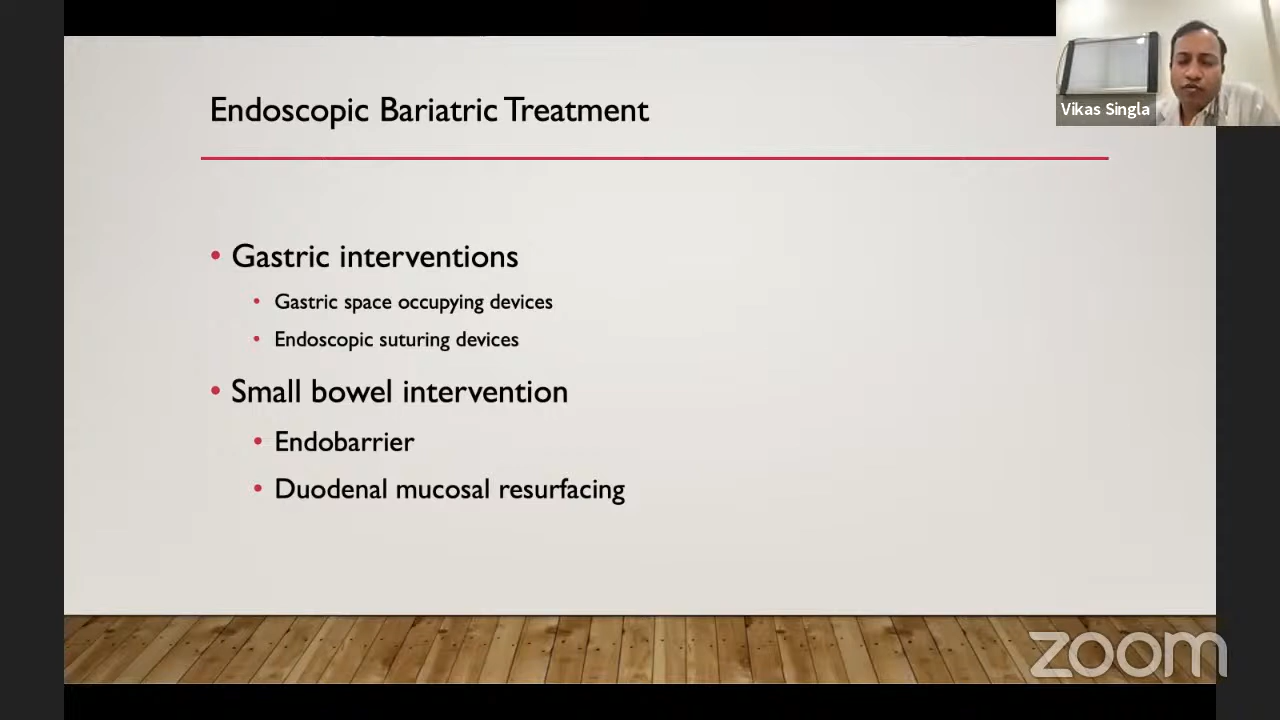 Endoscopic Bariatric Treatment
Vikas Singla
• Gastric interventions
• Gastric space occupying devices
• Endoscopic suturing devices
• Small bowel intervention
• Endobarrier
• Duodenal mucosal resurfacing
zoom